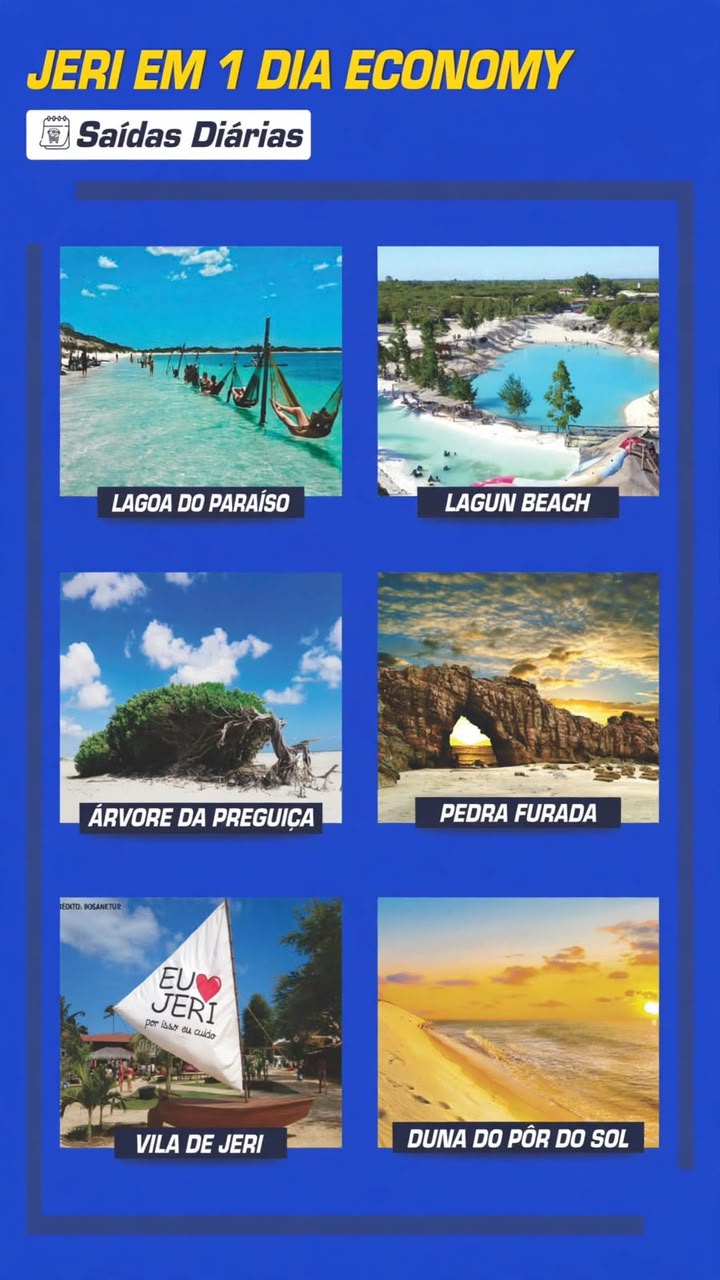 JERI EM 1 DIA ECONOMY
Saídas Diárias
LAGOA DO PARAÍSO
LAGUN BEACH
ÁRVORE DA PREGUIÇA
PEDRA FURADA
EU
JERI
por isso eu cuido
VILA DE JERI
DUNA DO PÔR DO SOL